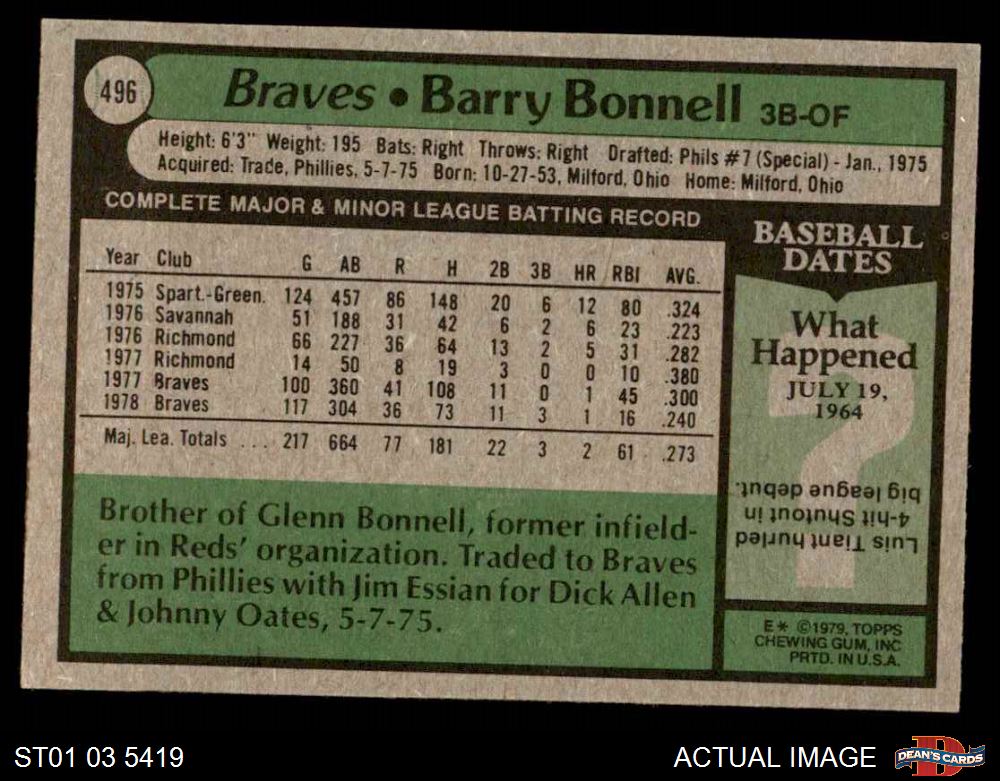 496
Braves • Barry Bonnell 3B-OF
Height: 6'3" Weight: 195 Bats: Right Throws: Right Drafted: Phils #7 (Special) - Jan., 1975
Acquired: Trade, Phillies, 5-7-75 Born: 10-27-53, Milford, Ohio Home: Milford, Ohio
COMPLETE MAJOR & MINOR LEAGUE BATTING RECORD
Year Club G AB R H 2B 3B HR RBI AVG.
1975 Spart.-Green. 124 457 86 148 20 6 12 80 .324
1976 Savannah 51 188 31 42 6 2 6 23 .223
1976 Richmond 66 227 36 64 13 2 5 31 .282
1977 Richmond 14 50 8 19 3 0 0 10 .380
1977 Braves 100 360 41 108 11 0 1 45 .300
1978 Braves 117 304 36 73 11 3 1 16 .240
Maj. Lea. Totals ... 217 664 77 181 22 3 2 61 .273
Brother of Glenn Bonnell, former infield-
er in Reds' organization. Traded to Braves
from Phillies with Jim Essian for Dick Allen
& Johnny Oates, 5-7-75.
BASEBALL
DATES
What
Happened
JULY 19,
1964
?
Luis Tiant hurled
4-hit Shutout in
big league debut.
E* ©1979, TOPPS
CHEWING GUM, INC
PRTD. IN U.S.A.
ST01 03 5419
ACTUAL IMAGE
D
DEAN'S CARDS